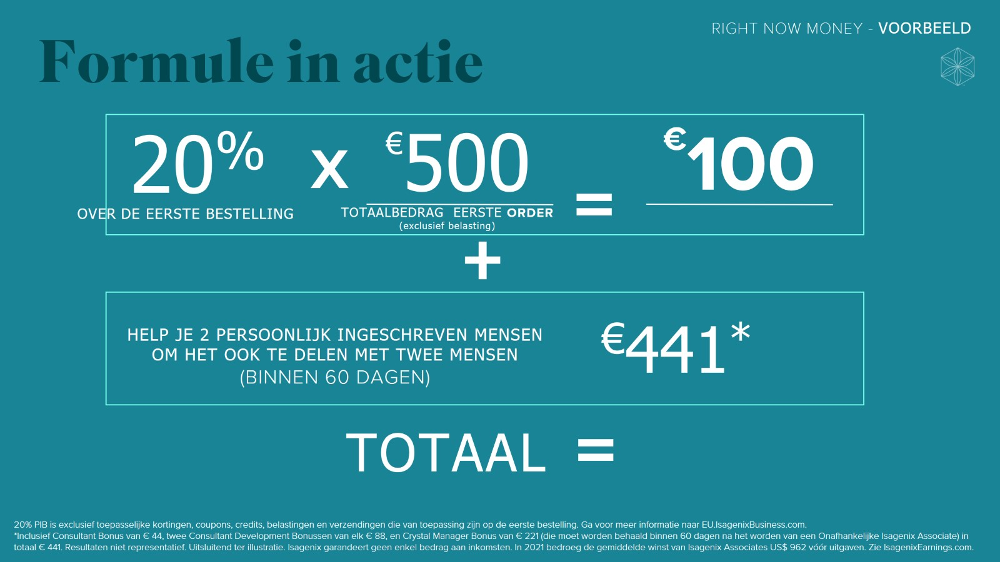 RIGHT NOW MONEY - VOORBEELD
Formule in actie
20% x €500 = €100
OVER DE EERSTE BESTELLING
TOTAALBEDRAG EERSTE ORDER
(exclusief belasting)
+
HELP JE 2 PERSOONLIJK INGESCHREVEN MENSEN
OM HET OOK TE DELEN MET TWEE MENSEN
(BINNEN 60 DAGEN)
€441*
TOTAAL =
20% PIB is exclusief toepasselijke kortingen, coupons, credits, belastingen en verzendingen die van toepassing zijn op de eerste bestelling. Ga voor meer informatie naar EU.IsagenixBusiness.com.
*Inclusief Consultant Bonus van € 44, twee Consultant Development Bonussen van elk € 88, en Crystal Manager Bonus van € 221 (die moet worden behaald binnen 60 dagen na het worden van een Onafhankelijke Isagenix Associate) in
totaal € 441. Resultaten niet representatief. Uitsluitend ter illustratie. Isagenix garandeert geen enkel bedrag aan inkomsten. In 2021 bedroeg de gemiddelde winst van Isagenix Associates US$ 962 vóór uitgaven. Zie IsagenixEarnings.com.